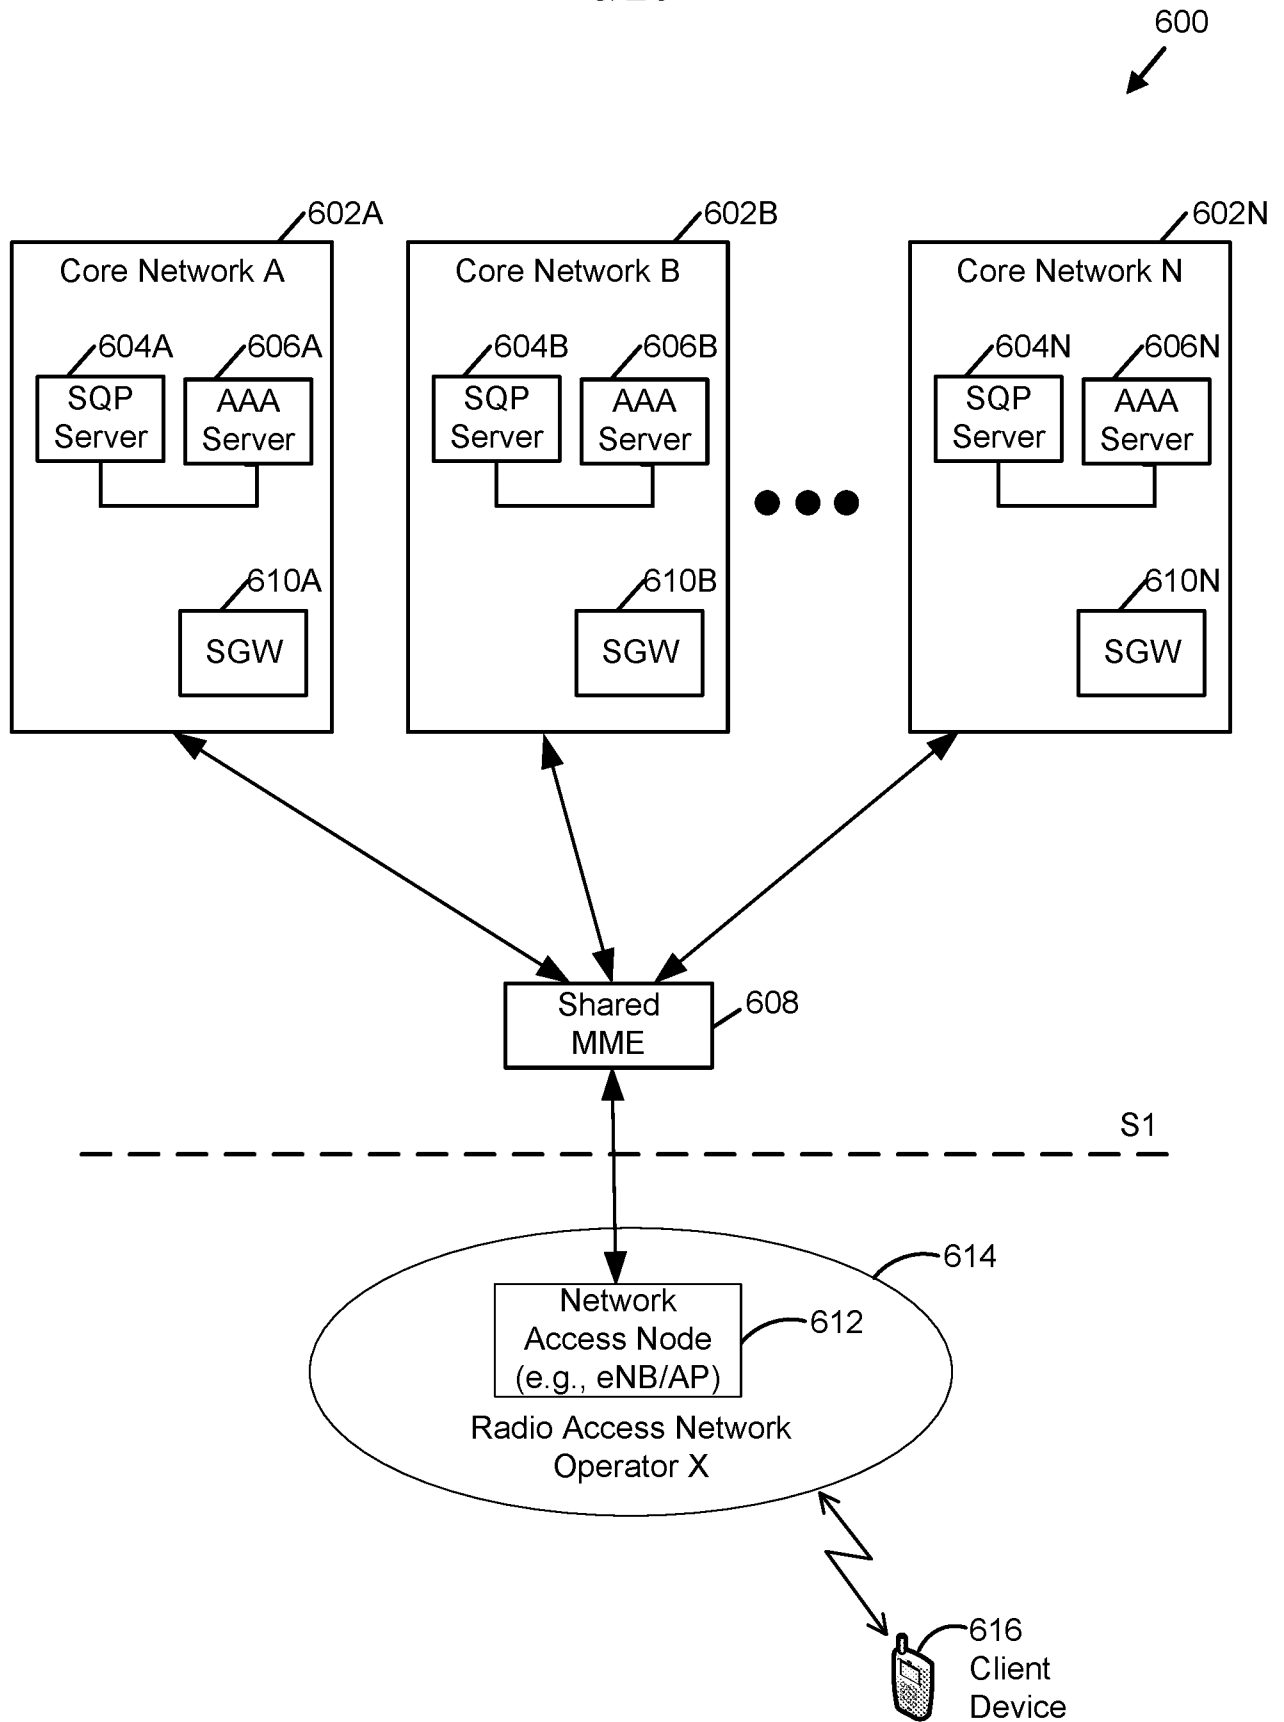 600
602A
602B
602N
Core Network A
Core Network B
Core Network N
604A
606A
604B
606B
604N
606N
SQP
Server
AAA
Server
SQP
Server
AAA
Server
SQP
Server
AAA
Server
610A
610B
610N
SGW
SGW
SGW
Shared
MME
608
S1
614
Network
Access Node
(e.g., eNB/AP)
612
Radio Access Network
Operator X
616
Client
Device